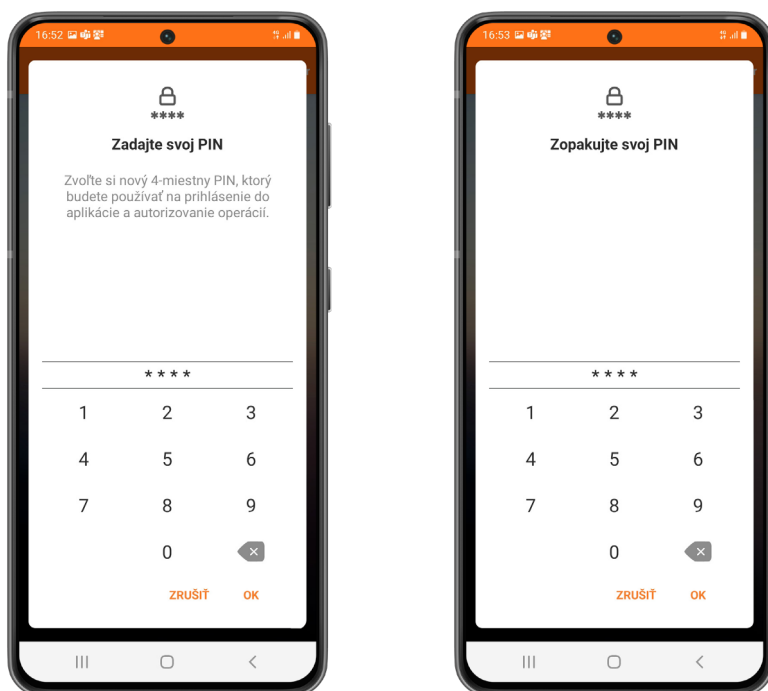 16:52
****
Zadajte svoj PIN
Zvoľte si nový 4-miestny PIN, ktorý
budete používať na prihlásenie do
aplikácie a autorizovanie operácií.
****
1 2 3
4 5 6
7 8 9
0
ZRUŠIŤ OK
16:53
****
Zopakujte svoj PIN
****
1 2 3
4 5 6
7 8 9
0
ZRUŠIŤ OK